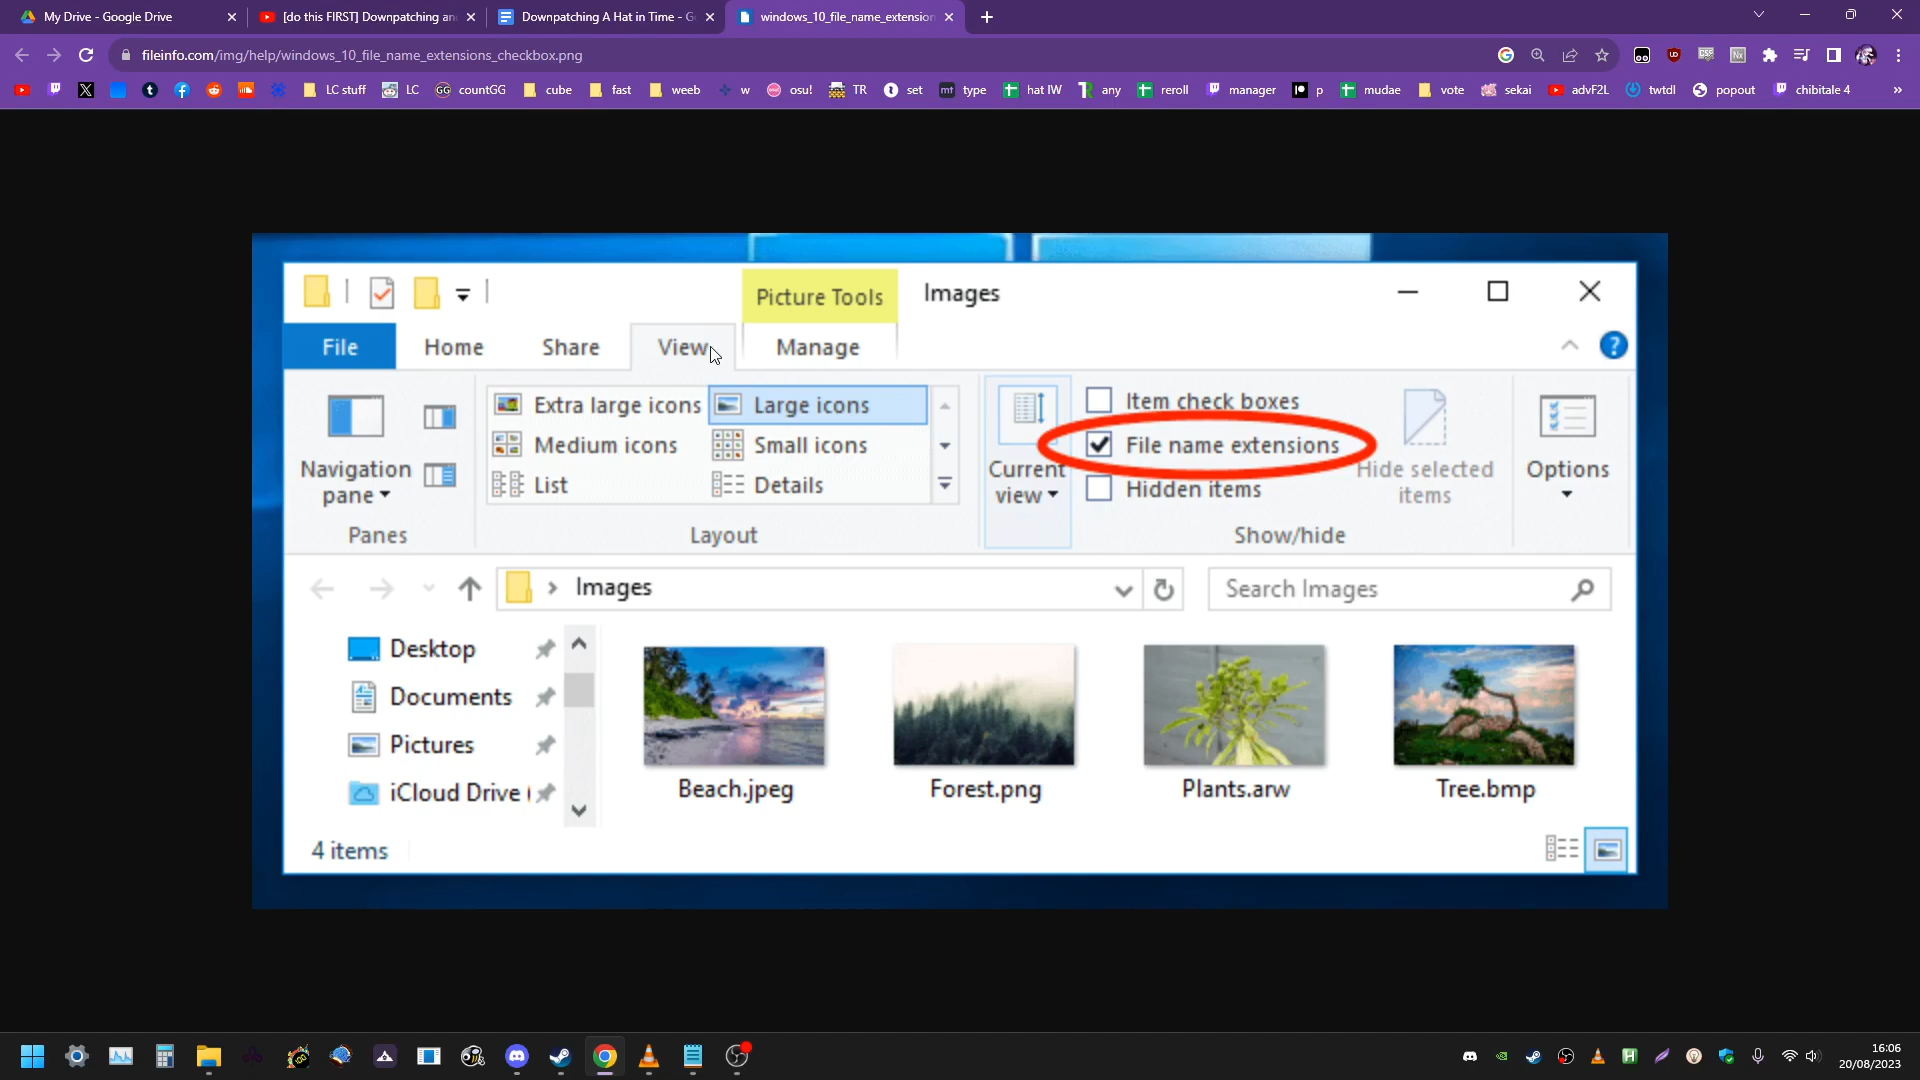 My Drive - Google Drive
[do this FIRST] Downpatching an
Downpatching A Hat in Time - G
windows_10_file_name_extension
fileinfo.com/img/help/windows_10_file_name_extensions_checkbox.png
LC stuff
LC
countGG
cube
fast
weeb
w
osu!
TR
set
type
hat IW
any
reroll
manager
p
mudae
vote
sekai
advF2L
twtdl
popout
chibitale 4
»
Picture Tools
Images
File
Home
Share
View
Manage
Extra large icons
Large icons
Item check boxes
Medium icons
Small icons
File name extensions
List
Details
Hidden items
Navigation
pane
Current
view
Hide selected
items
Options
Panes
Layout
Show/hide
Images
Search Images
Desktop
Documents
Pictures
iCloud Drive (
Beach.jpeg
Forest.png
Plants.arw
Tree.bmp
4 items
16:06
20/08/2023